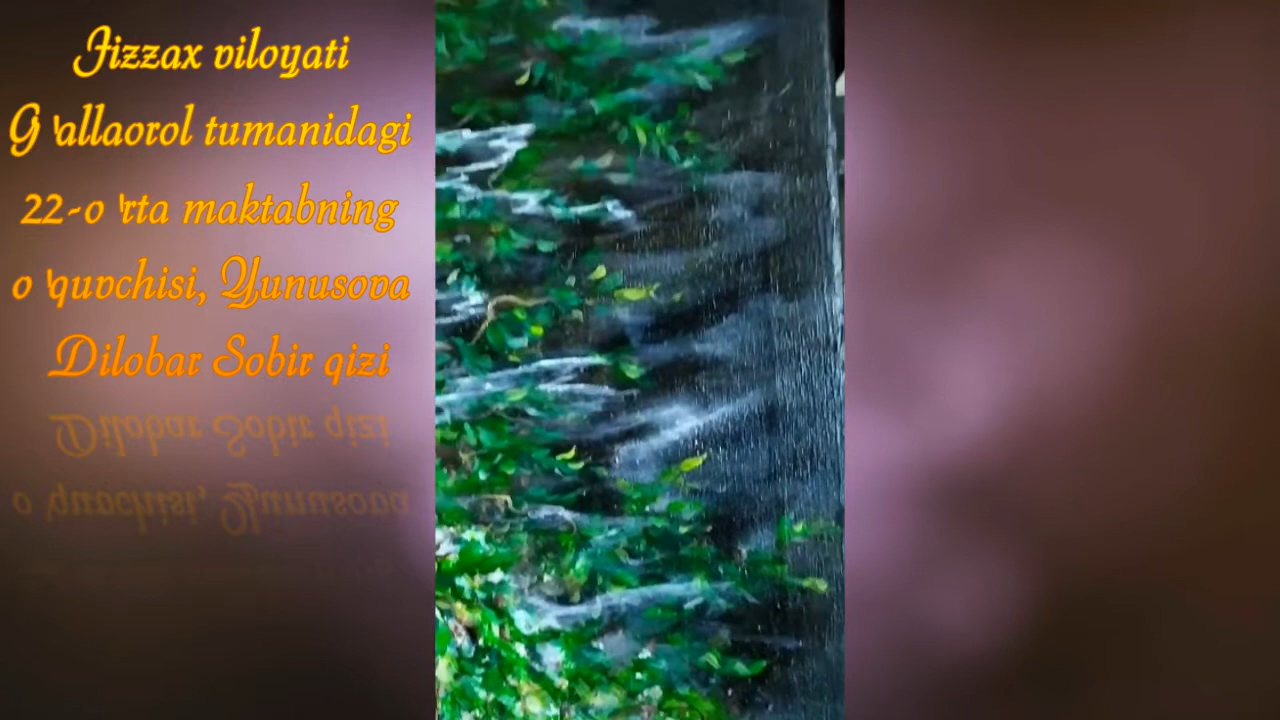 Jizzax viloyati
G'allaorol tumanidagi
22-o'rta maktabning
o'quvchisi, Yunusova
Dilobar Sobir qizi